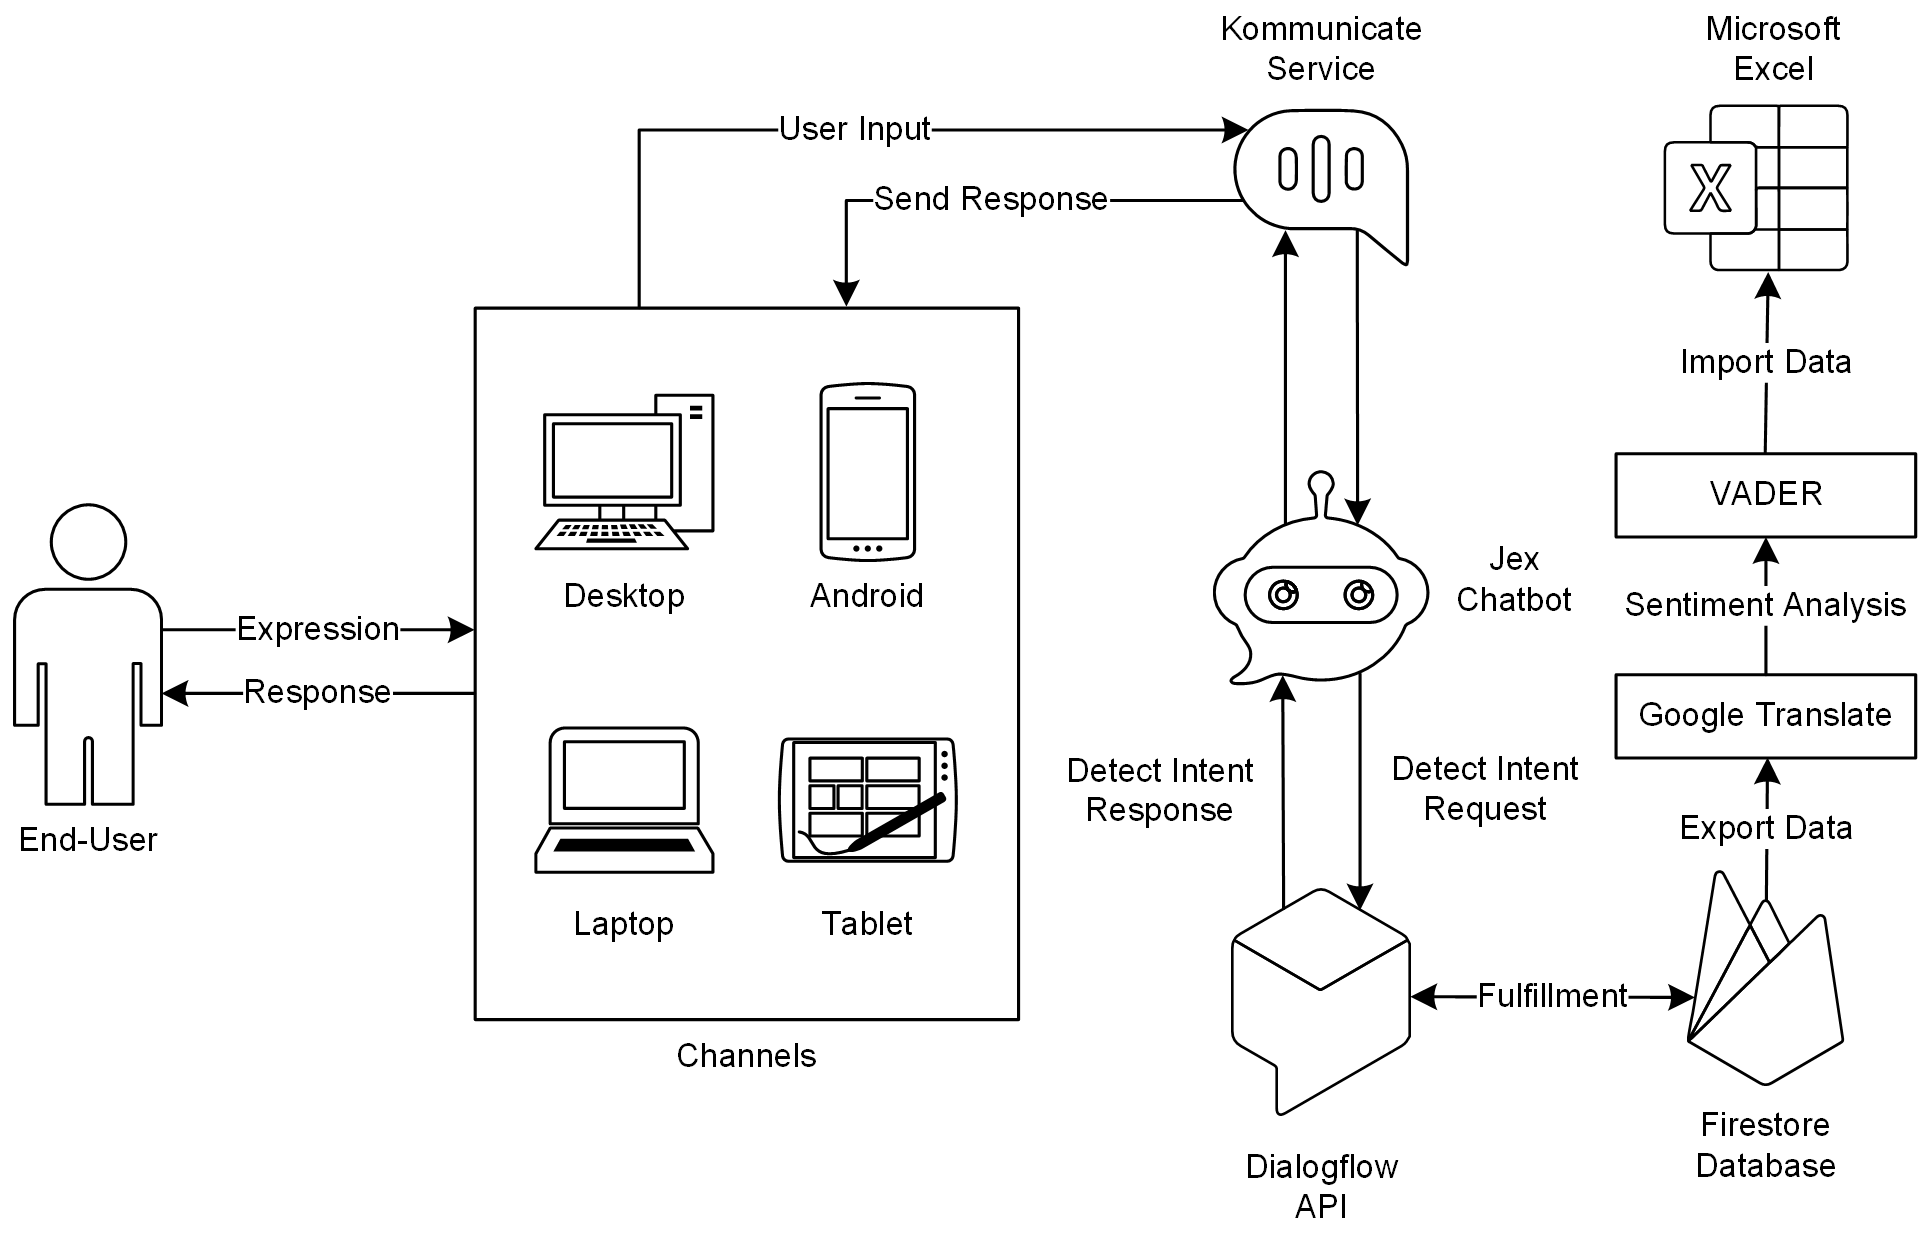 Kommunicate
Service
Microsoft
Excel
User Input
Send Response
X
Import Data
VADER
Desktop
Android
Jex
Chatbot
Sentiment Analysis
Expression
Response
Google Translate
Detect Intent
Response
Detect Intent
Request
Export Data
End-User
Laptop
Tablet
Fulfillment
Channels
Firestore
Database
Dialogflow
API